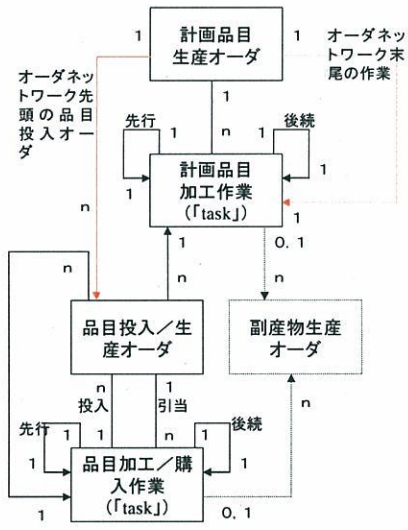 1
計画品目
生産オーダ
1
オーダネッ
トワーク末
尾の作業
オーダネッ
トワーク先
頭の品目
投入オー
ダ
1
先行
1
n
1
後続
1
計画品目
加工作業
(「task」)
1
1
n
1
0, 1
n
n
n
品目投入/生
産オーダ
副産物生産
オーダ
n
1
n
投入
引当
先行
1
1
n
1
後続
1
品目加工/購
入作業
(「task」)
1
1
0, 1